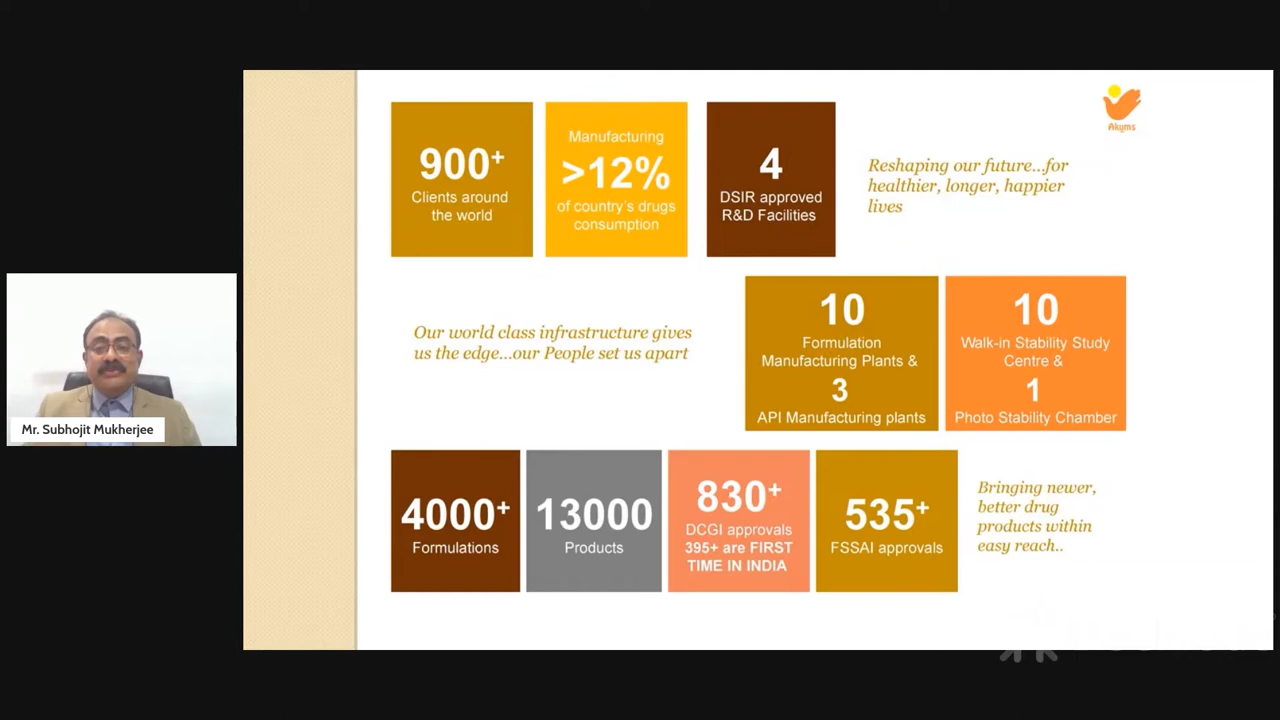 900+
Clients around
the world
Manufacturing
>12%
of country's drugs
consumption
4
DSIR approved
R&D Facilities
Reshaping our future...for
healthier, longer, happier
lives
Akums
Our world class infrastructure gives
us the edge...our People set us apart
10
Formulation
Manufacturing Plants &
3
API Manufacturing plants
10
Walk-in Stability Study
Centre &
1
Photo Stability Chamber
Mr. Subhojit Mukherjee
4000+
Formulations
13000
Products
830+
DCGI approvals
395+ are FIRST
TIME IN INDIA
535+
FSSAI approvals
Bringing newer,
better drug
products within
easy reach..